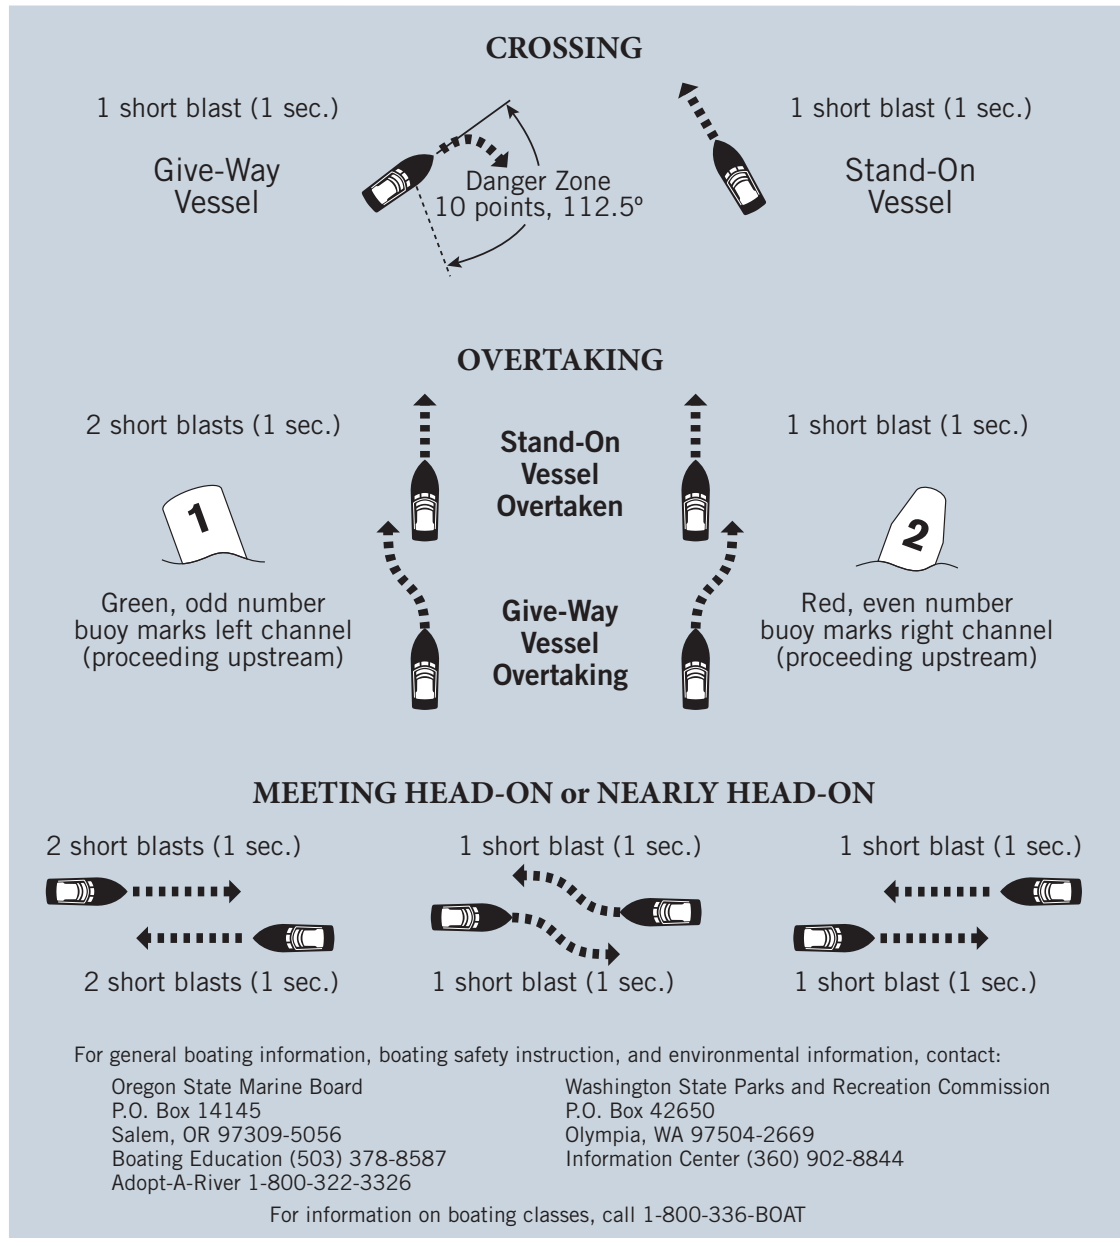 CROSSING
1 short blast (1 sec.)
Give-Way
Vessel
Danger Zone
10 points, 112.5º
1 short blast (1 sec.)
Stand-On
Vessel
OVERTAKING
2 short blasts (1 sec.)
1
Green, odd number
buoy marks left channel
(proceeding upstream)
Stand-On
Vessel
Overtaken
Give-Way
Vessel
Overtaking
1 short blast (1 sec.)
2
Red, even number
buoy marks right channel
(proceeding upstream)
MEETING HEAD-ON or NEARLY HEAD-ON
2 short blasts (1 sec.)
2 short blasts (1 sec.)
1 short blast (1 sec.)
1 short blast (1 sec.)
1 short blast (1 sec.)
1 short blast (1 sec.)
For general boating information, boating safety instruction, and environmental information, contact:
Oregon State Marine Board
P.O. Box 14145
Salem, OR 97309-5056
Boating Education (503) 378-8587
Adopt-A-River 1-800-322-3326
Washington State Parks and Recreation Commission
P.O. Box 42650
Olympia, WA 97504-2669
Information Center (360) 902-8844
For information on boating classes, call 1-800-336-BOAT